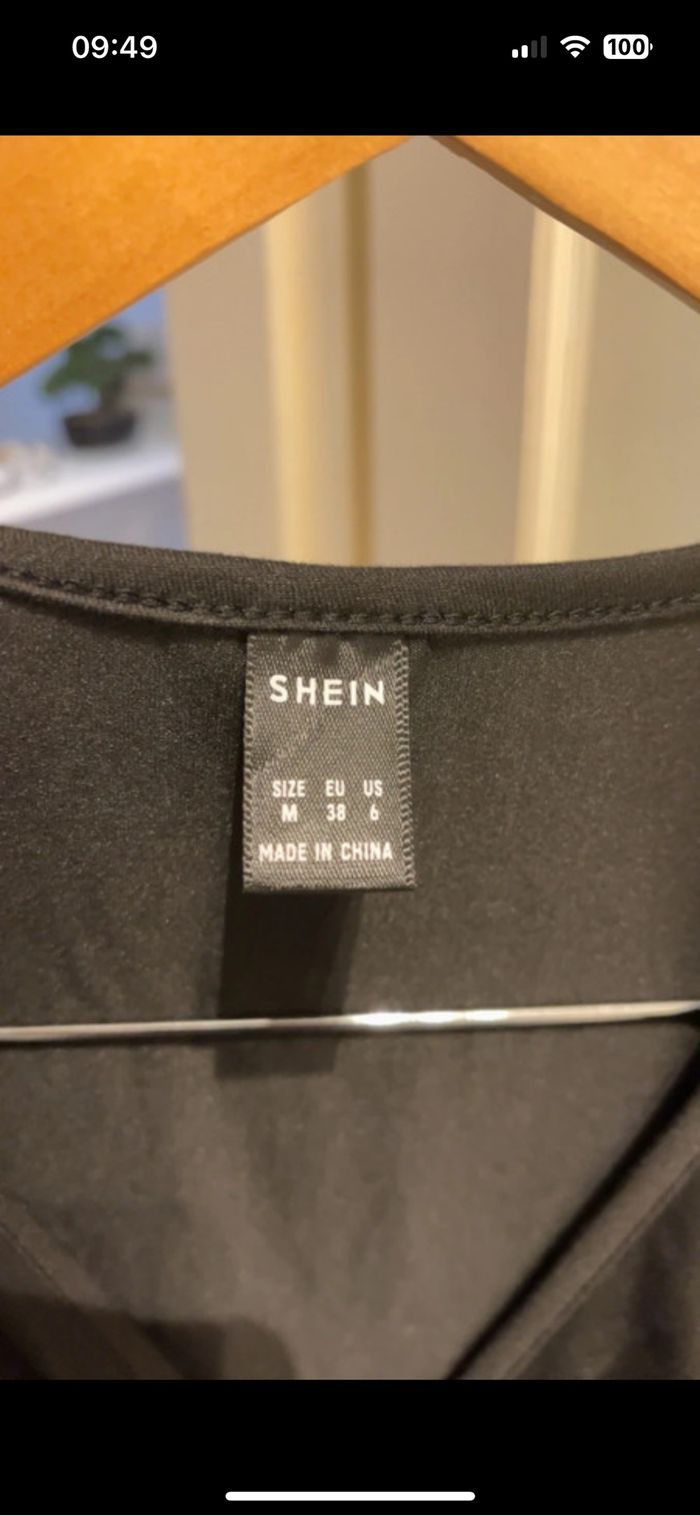 09:49
100
SHEIN
SIZE EU US
M 38 6
MADE IN CHINA